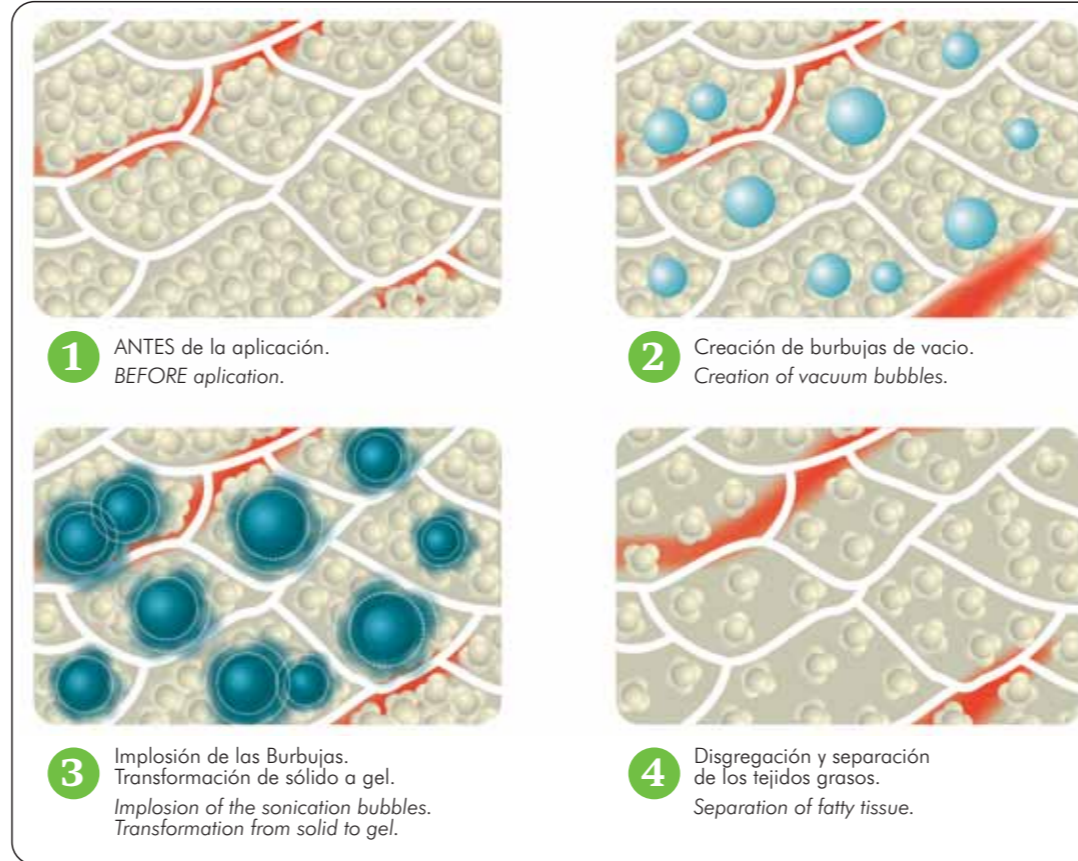 1
ANTES de la aplicación.
BEFORE aplication.
2
Creación de burbujas de vacio.
Creation of vacuum bubbles.
3
Implosión de las Burbujas.
Transformación de sólido a gel.
Implosion of the sonication bubbles.
Transformation from solid to gel.
4
Disgregación y separación
de los tejidos grasos.
Separation of fatty tissue.